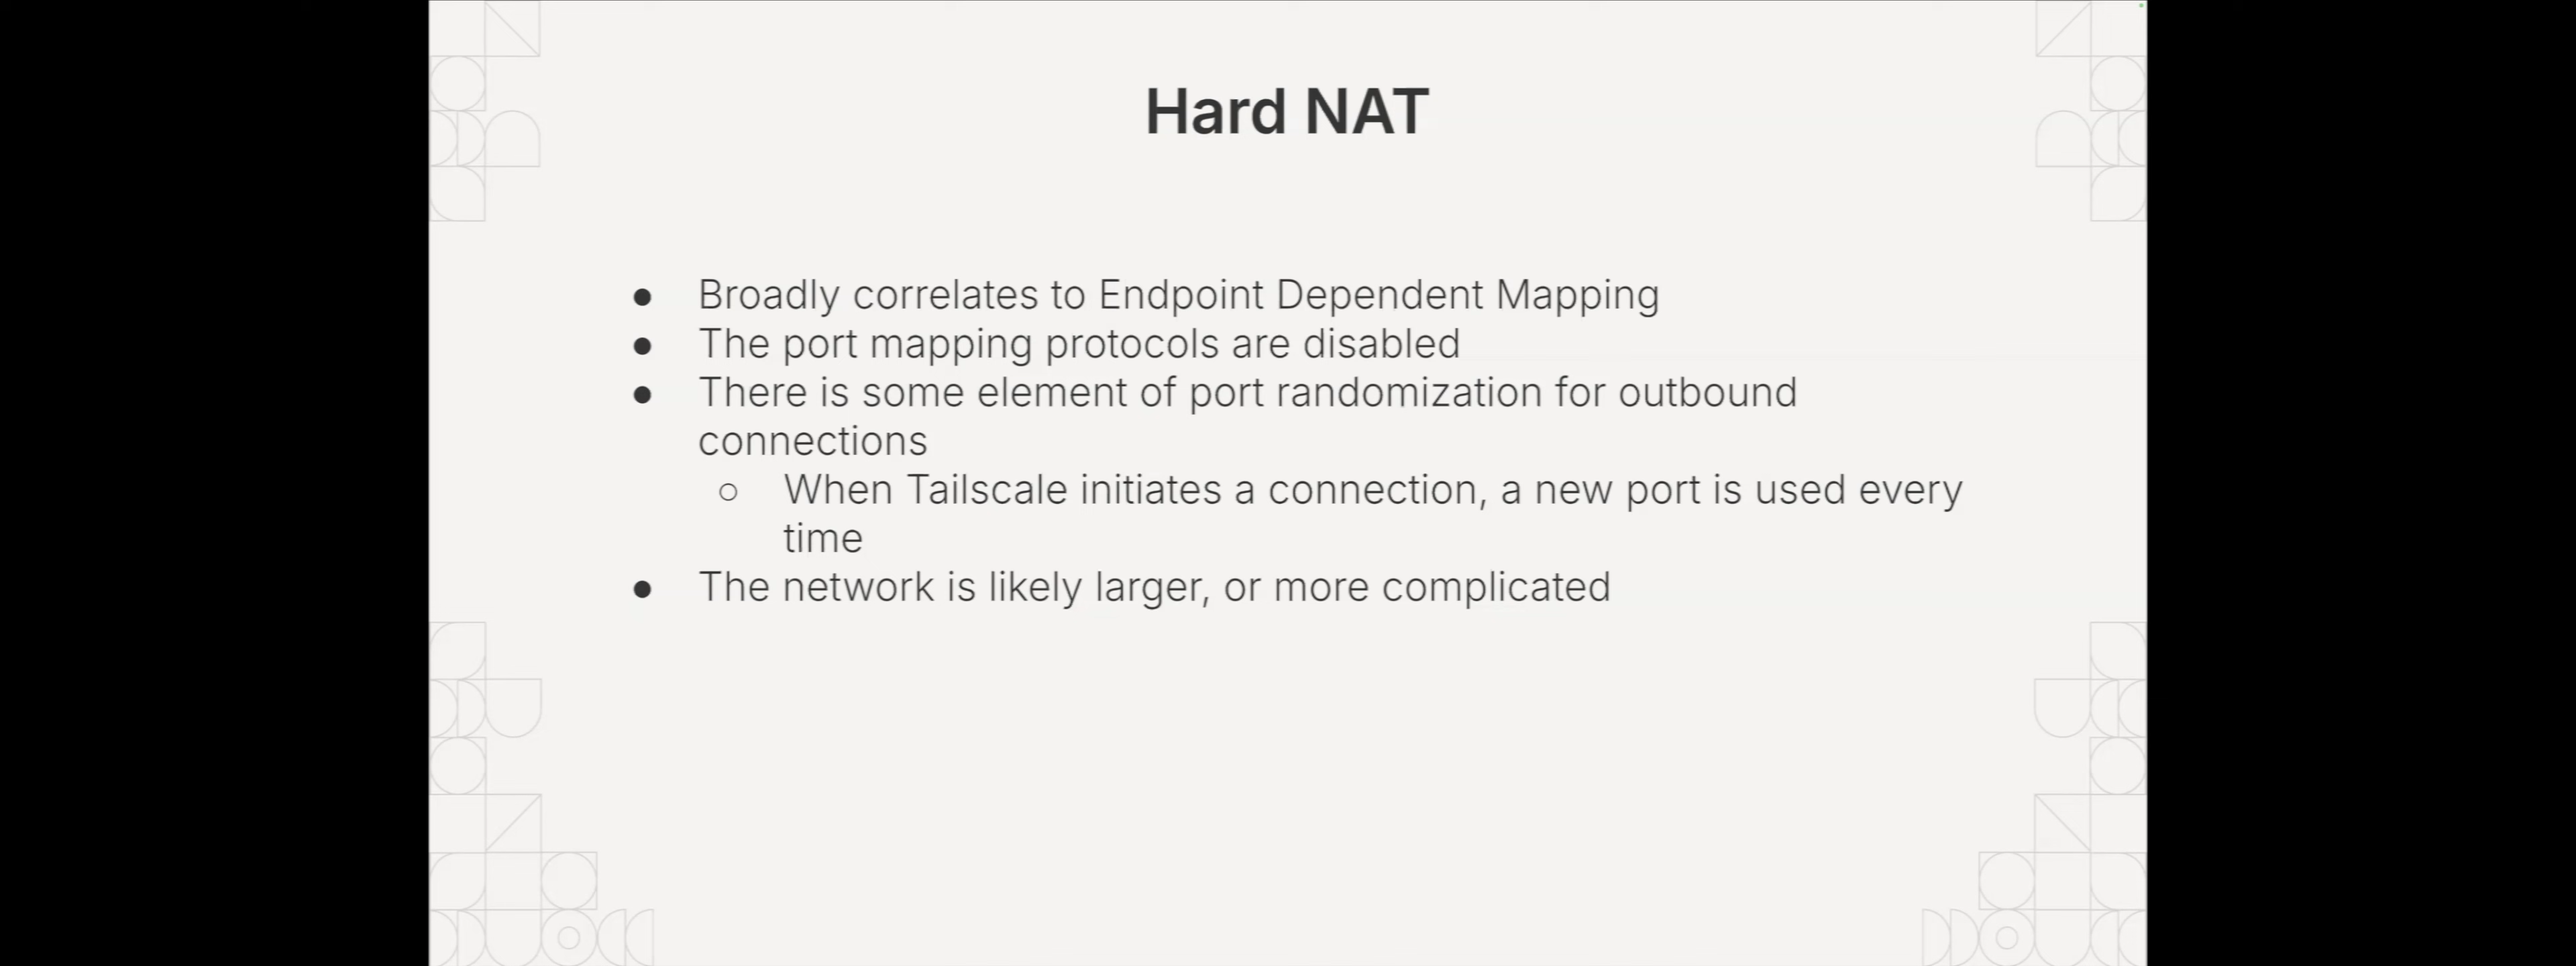 Hard NAT
● Broadly correlates to Endpoint Dependent Mapping
● The port mapping protocols are disabled
● There is some element of port randomization for outbound
connections
○ When Tailscale initiates a connection, a new port is used every
time
● The network is likely larger, or more complicated